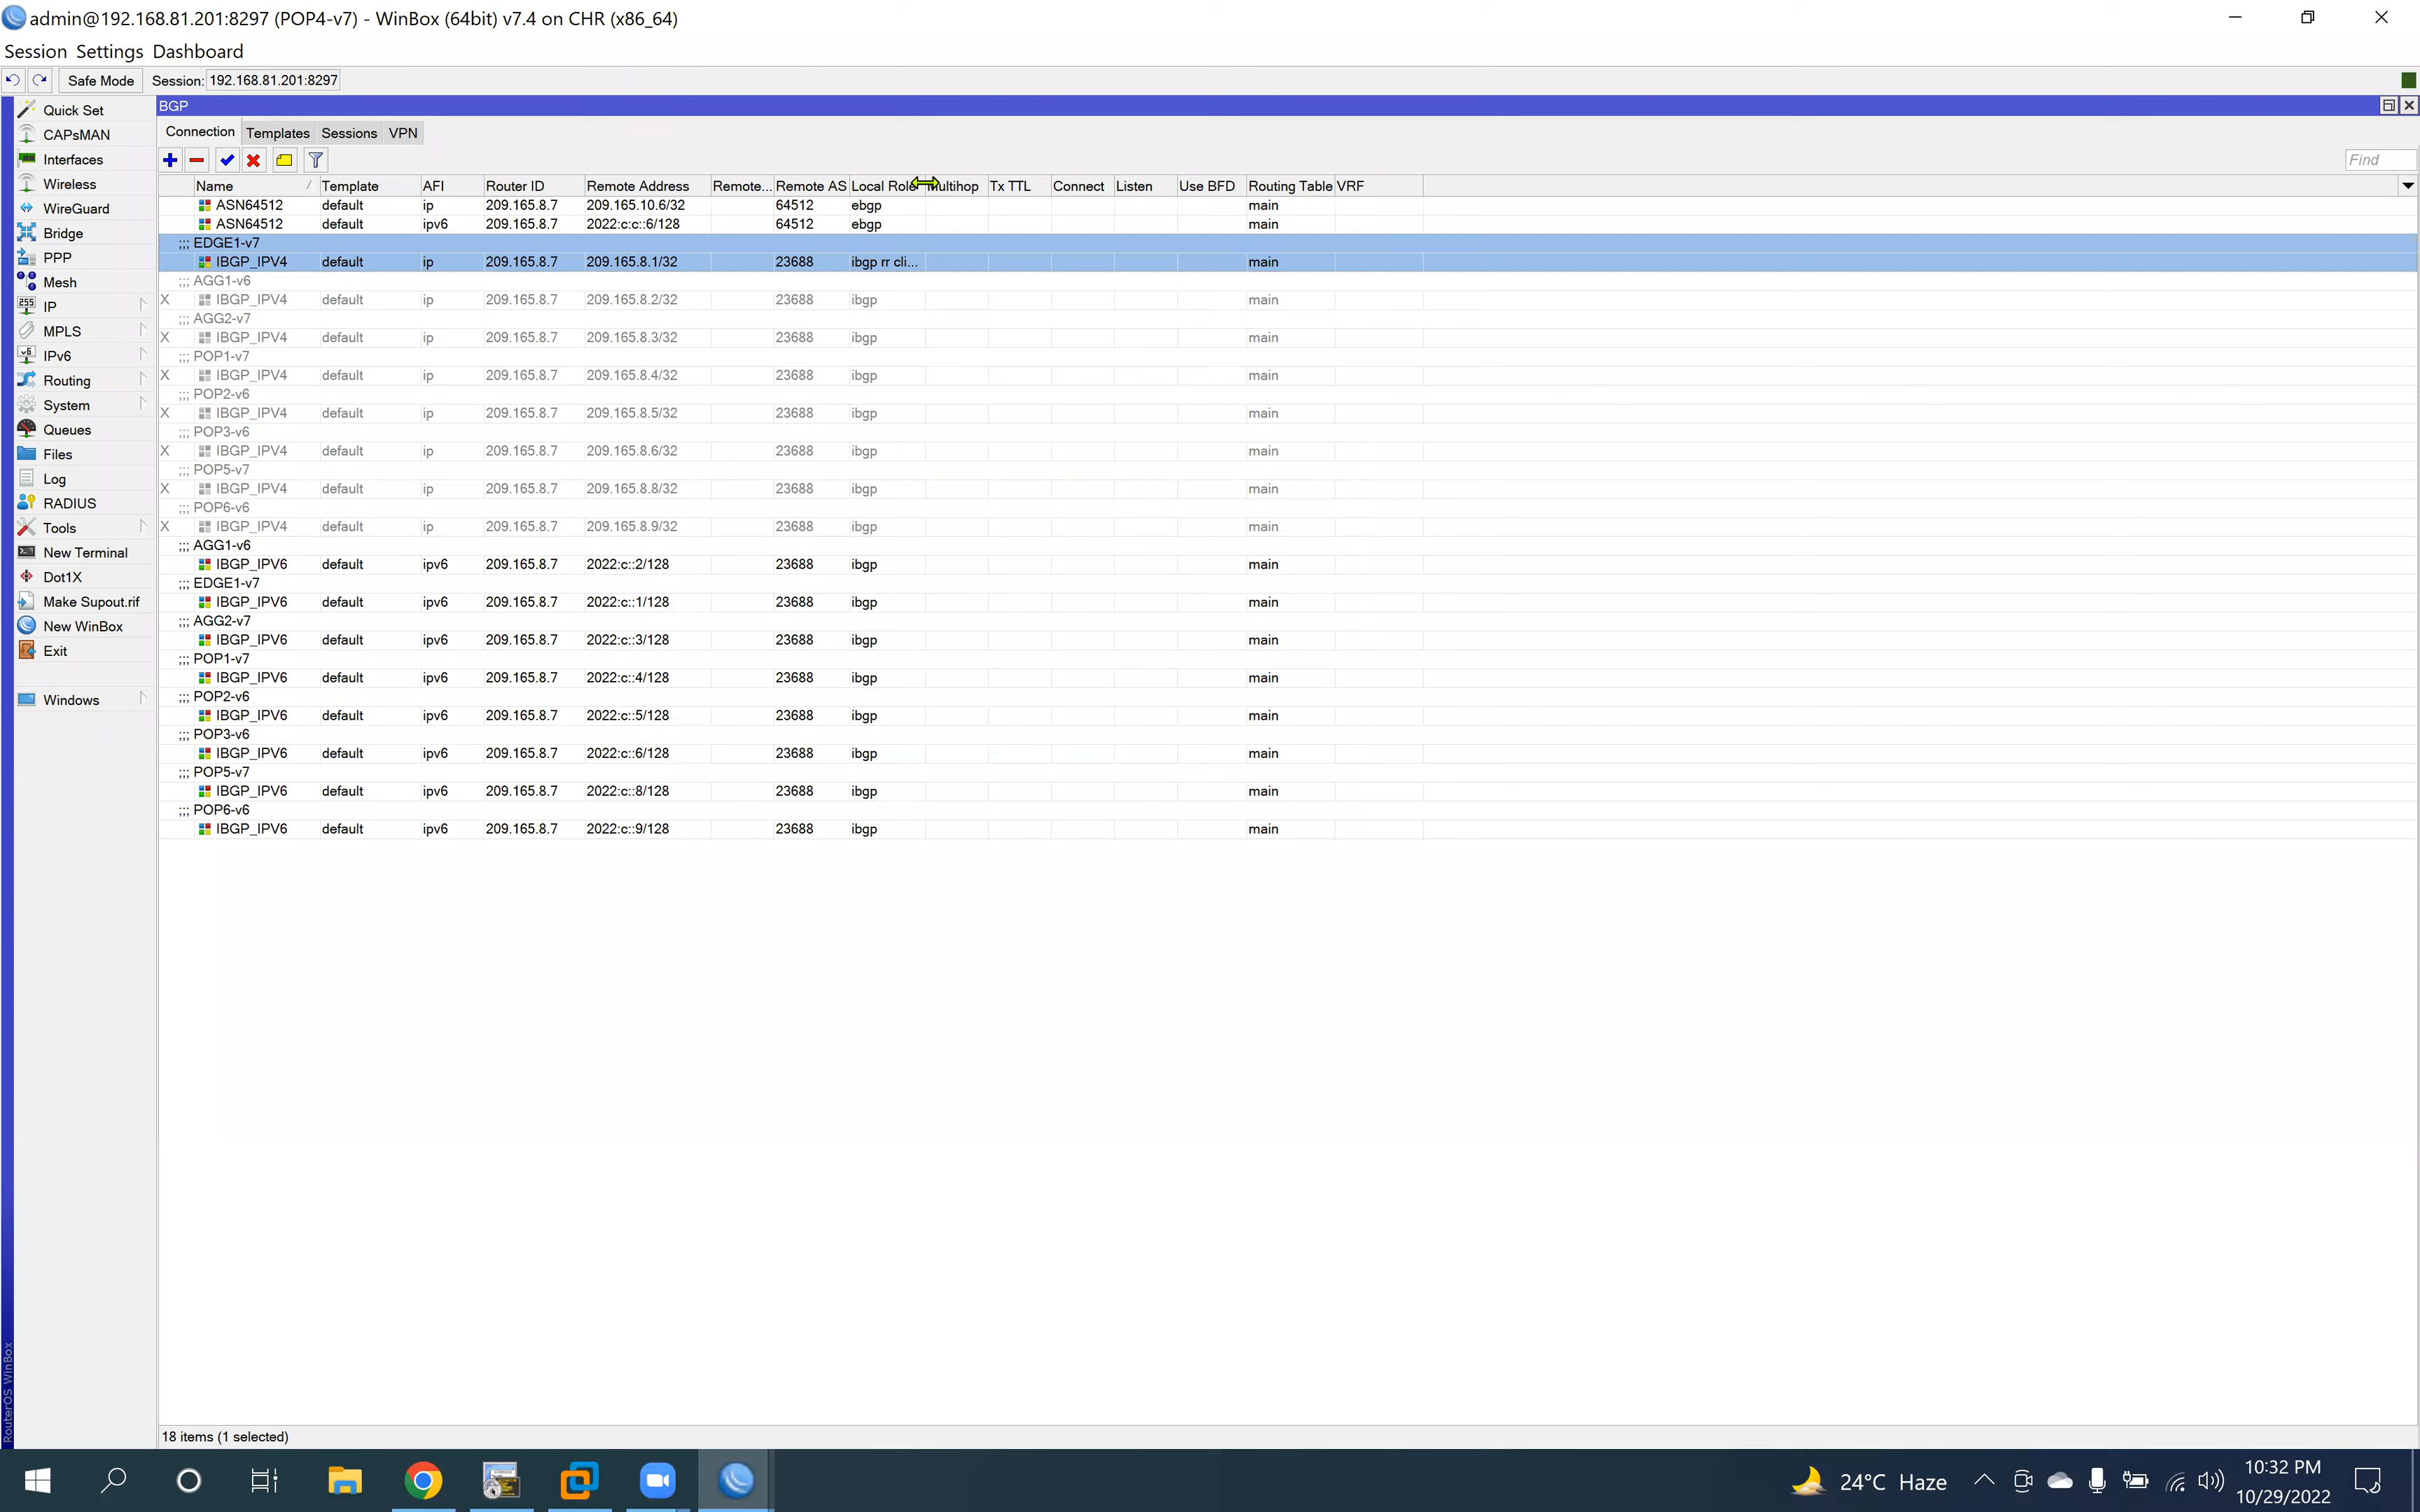 admin@192.168.81.201:8297 (POP4-v7) - WinBox (64bit) v7.4 on CHR (x86_64)
Session Settings Dashboard
Safe Mode Session: 192.168.81.201:8297
Quick Set
CAPsMAN
Interfaces
Wireless
WireGuard
Bridge
PPP
Mesh
IP
MPLS
IPv6
Routing
System
Queues
Files
Log
RADIUS
Tools
New Terminal
Dot1X
Make Supout.rif
New WinBox
Exit
Windows
RouterOS WinBox
BGP
Connection Templates Sessions VPN
Find
Name Template AFI Router ID Remote Address Remote... Remote AS Local Role Multihop Tx TTL Connect Listen Use BFD Routing Table VRF
ASN64512 default ip 209.165.8.7 209.165.10.6/32 64512 ebgp main
ASN64512 default ipv6 209.165.8.7 2022:c:c::6/128 64512 ebgp main
;;; EDGE1-v7
IBGP_IPV4 default ip 209.165.8.7 209.165.8.1/32 23688 ibgp rr cli... main
;;; AGG1-v6
X IBGP_IPV4 default ip 209.165.8.7 209.165.8.2/32 23688 ibgp main
;;; AGG2-v7
X IBGP_IPV4 default ip 209.165.8.7 209.165.8.3/32 23688 ibgp main
;;; POP1-v7
X IBGP_IPV4 default ip 209.165.8.7 209.165.8.4/32 23688 ibgp main
;;; POP2-v6
X IBGP_IPV4 default ip 209.165.8.7 209.165.8.5/32 23688 ibgp main
;;; POP3-v6
X IBGP_IPV4 default ip 209.165.8.7 209.165.8.6/32 23688 ibgp main
;;; POP5-v7
X IBGP_IPV4 default ip 209.165.8.7 209.165.8.8/32 23688 ibgp main
;;; POP6-v6
X IBGP_IPV4 default ip 209.165.8.7 209.165.8.9/32 23688 ibgp main
;;; AGG1-v6
IBGP_IPV6 default ipv6 209.165.8.7 2022:c::2/128 23688 ibgp main
;;; EDGE1-v7
IBGP_IPV6 default ipv6 209.165.8.7 2022:c::1/128 23688 ibgp main
;;; AGG2-v7
IBGP_IPV6 default ipv6 209.165.8.7 2022:c::3/128 23688 ibgp main
;;; POP1-v7
IBGP_IPV6 default ipv6 209.165.8.7 2022:c::4/128 23688 ibgp main
;;; POP2-v6
IBGP_IPV6 default ipv6 209.165.8.7 2022:c::5/128 23688 ibgp main
;;; POP3-v6
IBGP_IPV6 default ipv6 209.165.8.7 2022:c::6/128 23688 ibgp main
;;; POP5-v7
IBGP_IPV6 default ipv6 209.165.8.7 2022:c::8/128 23688 ibgp main
;;; POP6-v6
IBGP_IPV6 default ipv6 209.165.8.7 2022:c::9/128 23688 ibgp main
18 items (1 selected)
24°C Haze
10:32 PM
10/29/2022